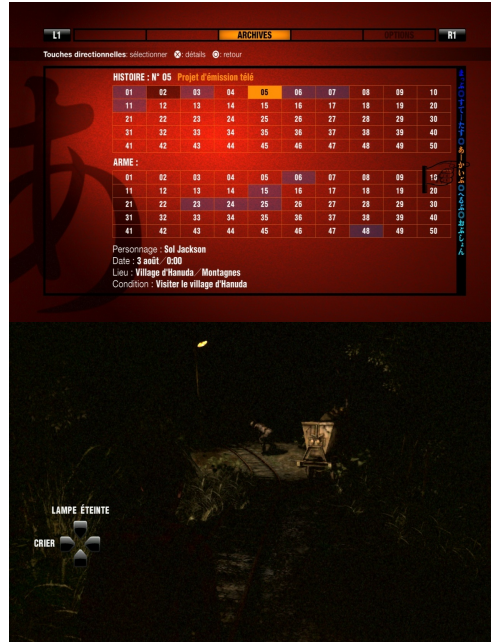 L1 ARCHIVES OPTIONS R1
Touches directionnelles: sélectionner ⊗: détails ◎: retour
HISTOIRE : N° 05 Projet d'émission télé
01 02 03 04 05 06 07 08 09 10
11 12 13 14 15 16 17 18 19 20
21 22 23 24 25 26 27 28 29 30
31 32 33 34 35 36 37 38 39 40
41 42 43 44 45 46 47 48 49 50
ARME :
01 02 03 04 05 06 07 08 09 10
11 12 13 14 15 16 17 18 19 20
21 22 23 24 25 26 27 28 29 30
31 32 33 34 35 36 37 38 39 40
41 42 43 44 45 46 47 48 49 50
Personnage : Sol Jackson
Date : 3 août / 0:00
Lieu : Village d'Hanuda / Montagnes
Condition : Visiter le village d'Hanuda
あ
LAMPE ÉTEINTE
CRIER